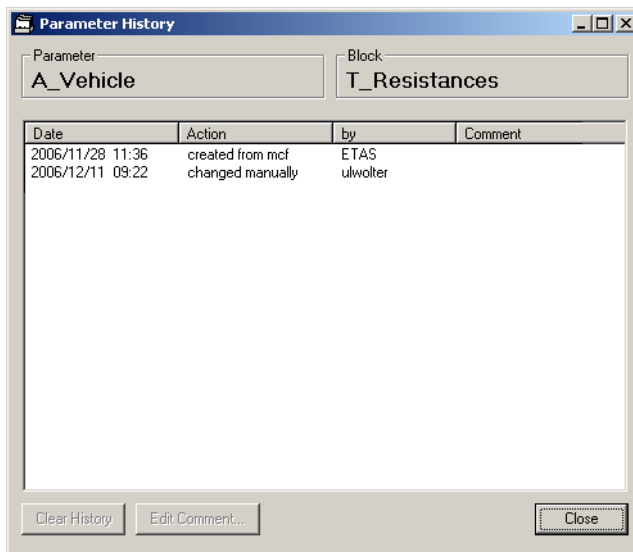 Parameter History
Parameter
Block
A_Vehicle
T_Resistances
Date Action by Comment
2006/11/28 11:36 created from mcf ETAS
2006/12/11 09:22 changed manually ulwolter
Clear History Edit Comment... Close